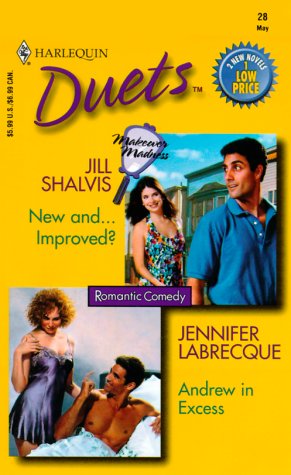 28
May
HARLEQUIN
Duets™
2 NEW NOVELS
1
LOW
PRICE
$5.99 U.S./$6.99 CAN.
Makeover
Madness
JILL
SHALVIS
New and...
Improved?
Romantic Comedy
JENNIFER
LABRECQUE
Andrew in
Excess